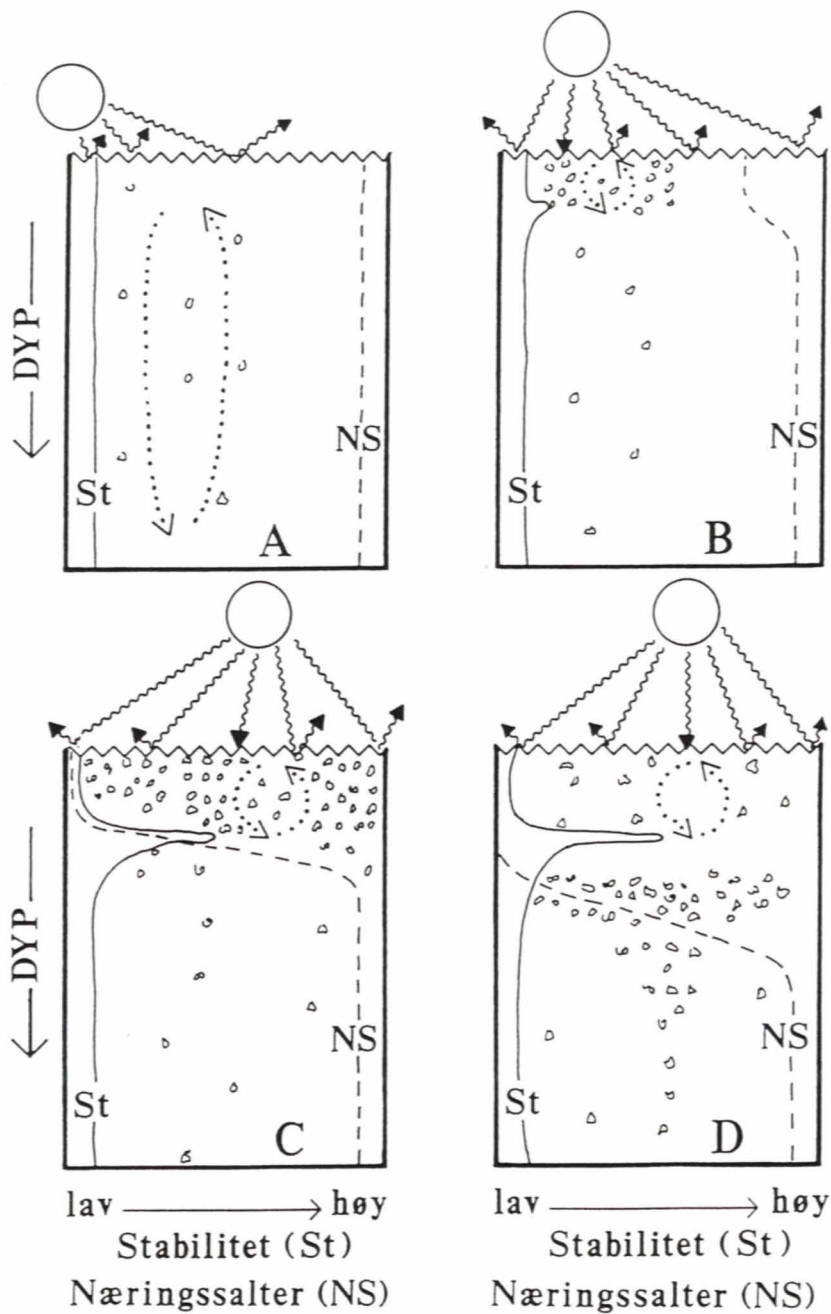 DYP
St
NS
A
St
NS
B
DYP
St
NS
C
St
NS
D
lav høy
Stabilitet (St)
Næringssalter (NS)
lav høy
Stabilitet (St)
Næringssalter (NS)